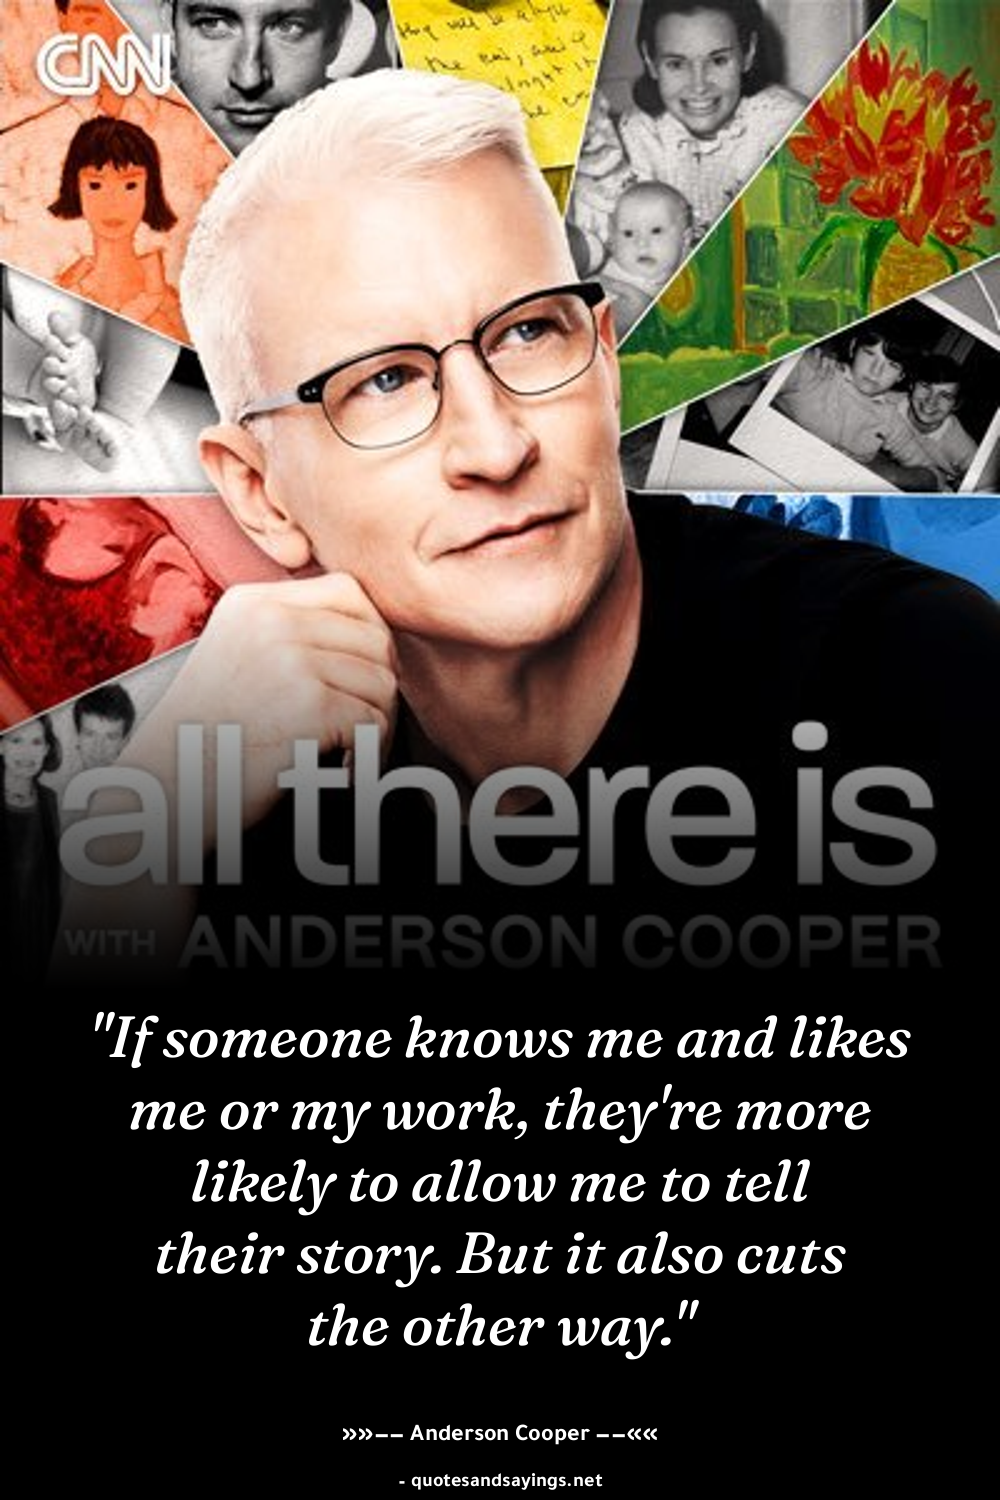 CNN
all there is
WITH ANDERSON COOPER
"If someone knows me and likes
me or my work, they're more
likely to allow me to tell
their story. But it also cuts
the other way."
»»–– Anderson Cooper ––««
- quotesandsayings.net